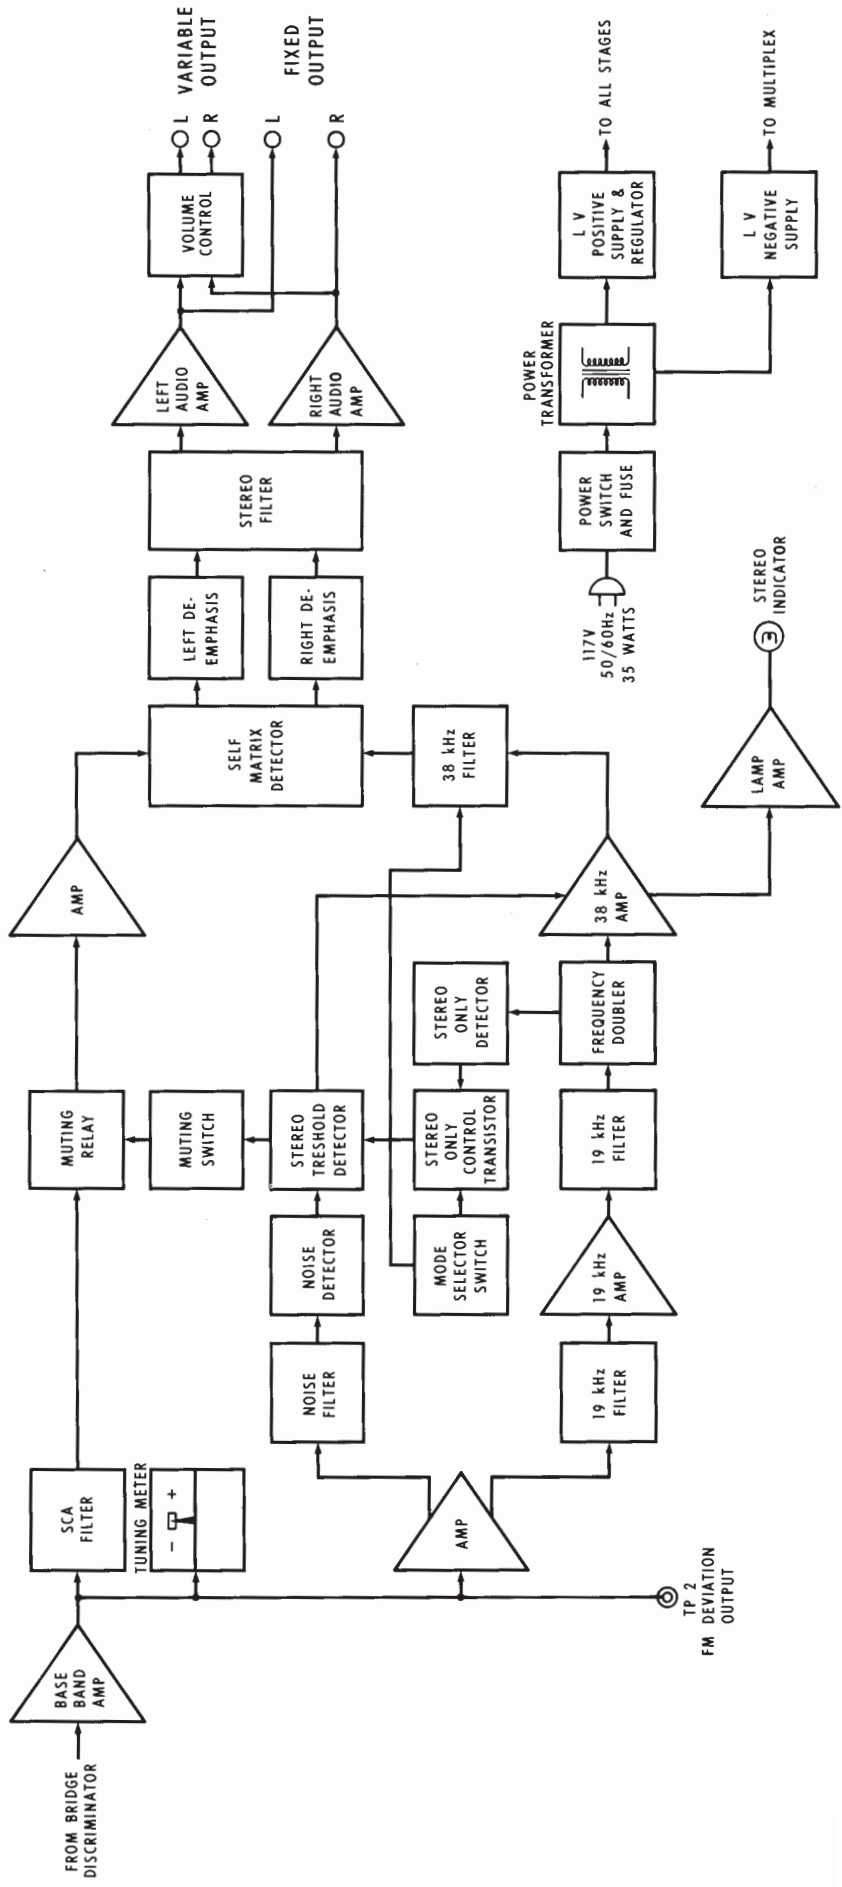 FROM BRIDGE
DISCRIMINATOR
BASE
BAND
AMP
SCA
FILTER
TUNING METER
- +
MUTING
RELAY
AMP
MUTING
SWITCH
NOISE
FILTER
NOISE
DETECTOR
STEREO
TRESHOLD
DETECTOR
MODE
SELECTOR
SWITCH
STEREO
ONLY
CONTROL
TRANSISTOR
STEREO
ONLY
DETECTOR
AMP
19 kHz
FILTER
19 kHz
AMP
19 kHz
FILTER
FREQUENCY
DOUBLER
38 kHz
AMP
38 kHz
FILTER
TP 2
FM DEVIATION
OUTPUT
LAMP
AMP
3
STEREO
INDICATOR
SELF
MATRIX
DETECTOR
LEFT DE-
EMPHASIS
RIGHT DE-
EMPHASIS
STEREO
FILTER
LEFT
AUDIO
AMP
RIGHT
AUDIO
AMP
VOLUME
CONTROL
L
R
VARIABLE
OUTPUT
L
R
FIXED
OUTPUT
117V
50/60Hz
35 WATTS
POWER
SWITCH
AND FUSE
POWER
TRANSFORMER
L V
POSITIVE
SUPPLY &
REGULATOR
TO ALL STAGES
L V
NEGATIVE
SUPPLY
TO MULTIPLEX